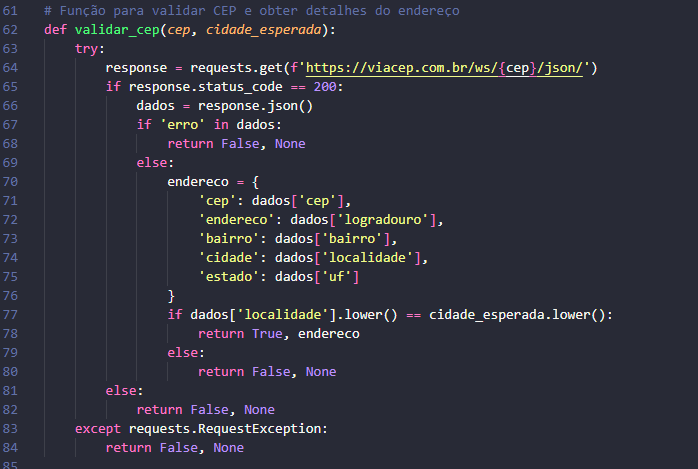 61 # Função para validar CEP e obter detalhes do endereço
62 def validar_cep(cep, cidade_esperada):
63     try:
64         response = requests.get(f'https://viacep.com.br/ws/{cep}/json/')
65         if response.status_code == 200:
66             dados = response.json()
67             if 'erro' in dados:
68                 return False, None
69             else:
70                 endereco = {
71                     'cep': dados['cep'],
72                     'endereco': dados['logradouro'],
73                     'bairro': dados['bairro'],
74                     'cidade': dados['localidade'],
75                     'estado': dados['uf']
76                 }
77                 if dados['localidade'].lower() == cidade_esperada.lower():
78                     return True, endereco
79                 else:
80                     return False, None
81         else:
82             return False, None
83     except requests.RequestException:
84         return False, None
85